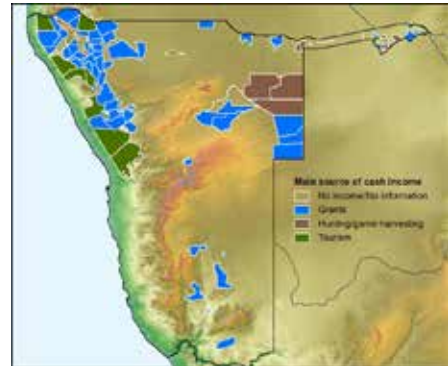 Main source of cash income
No income/No information
Grants
Hunting/game harvesting
Tourism